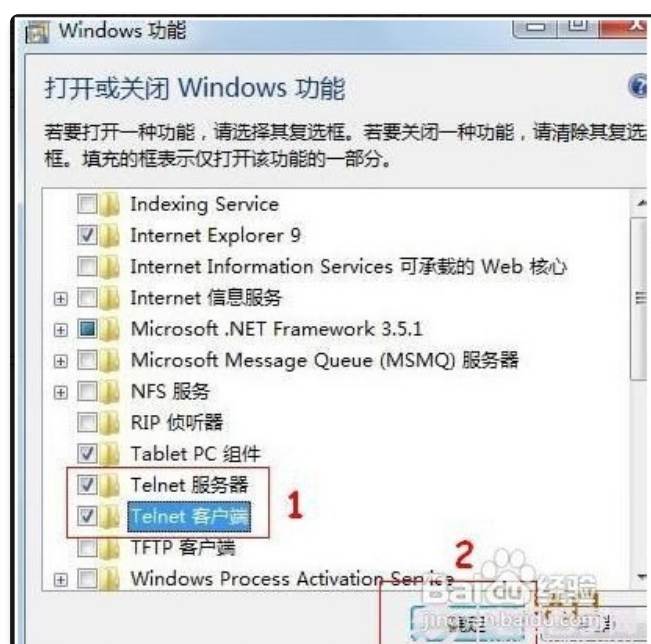 Windows 功能
打开或关闭 Windows 功能
若要打开一种功能，请选择其复选框。若要关闭一种功能，请清除其复选
框。填充的框表示仅打开该功能的一部分。
Indexing Service
Internet Explorer 9
Internet Information Services 可承载的 Web 核心
Internet 信息服务
Microsoft .NET Framework 3.5.1
Microsoft Message Queue (MSMQ) 服务器
NFS 服务
RIP 侦听器
Tablet PC 组件
Telnet 服务器
Telnet 客户端
1
TFTP 客户端
2
Windows Process Activation Service
Baidu 经验
jingyan.baidu.com